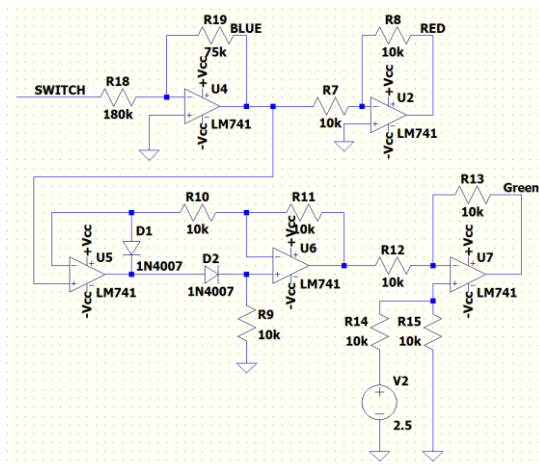 R19
BLUE
75k
SWITCH
R18
180k
+Vcc
U4
LM741
-Vcc
R8
RED
10k
R7
10k
+Vcc
U2
LM741
-Vcc
R10
10k
R11
10k
D1
1N4007
+Vcc
U5
LM741
-Vcc
D2
1N4007
+Vcc
U6
LM741
-Vcc
R9
10k
R12
10k
R13
Green
10k
+Vcc
U7
LM741
-Vcc
R14
10k
R15
10k
V2
2.5